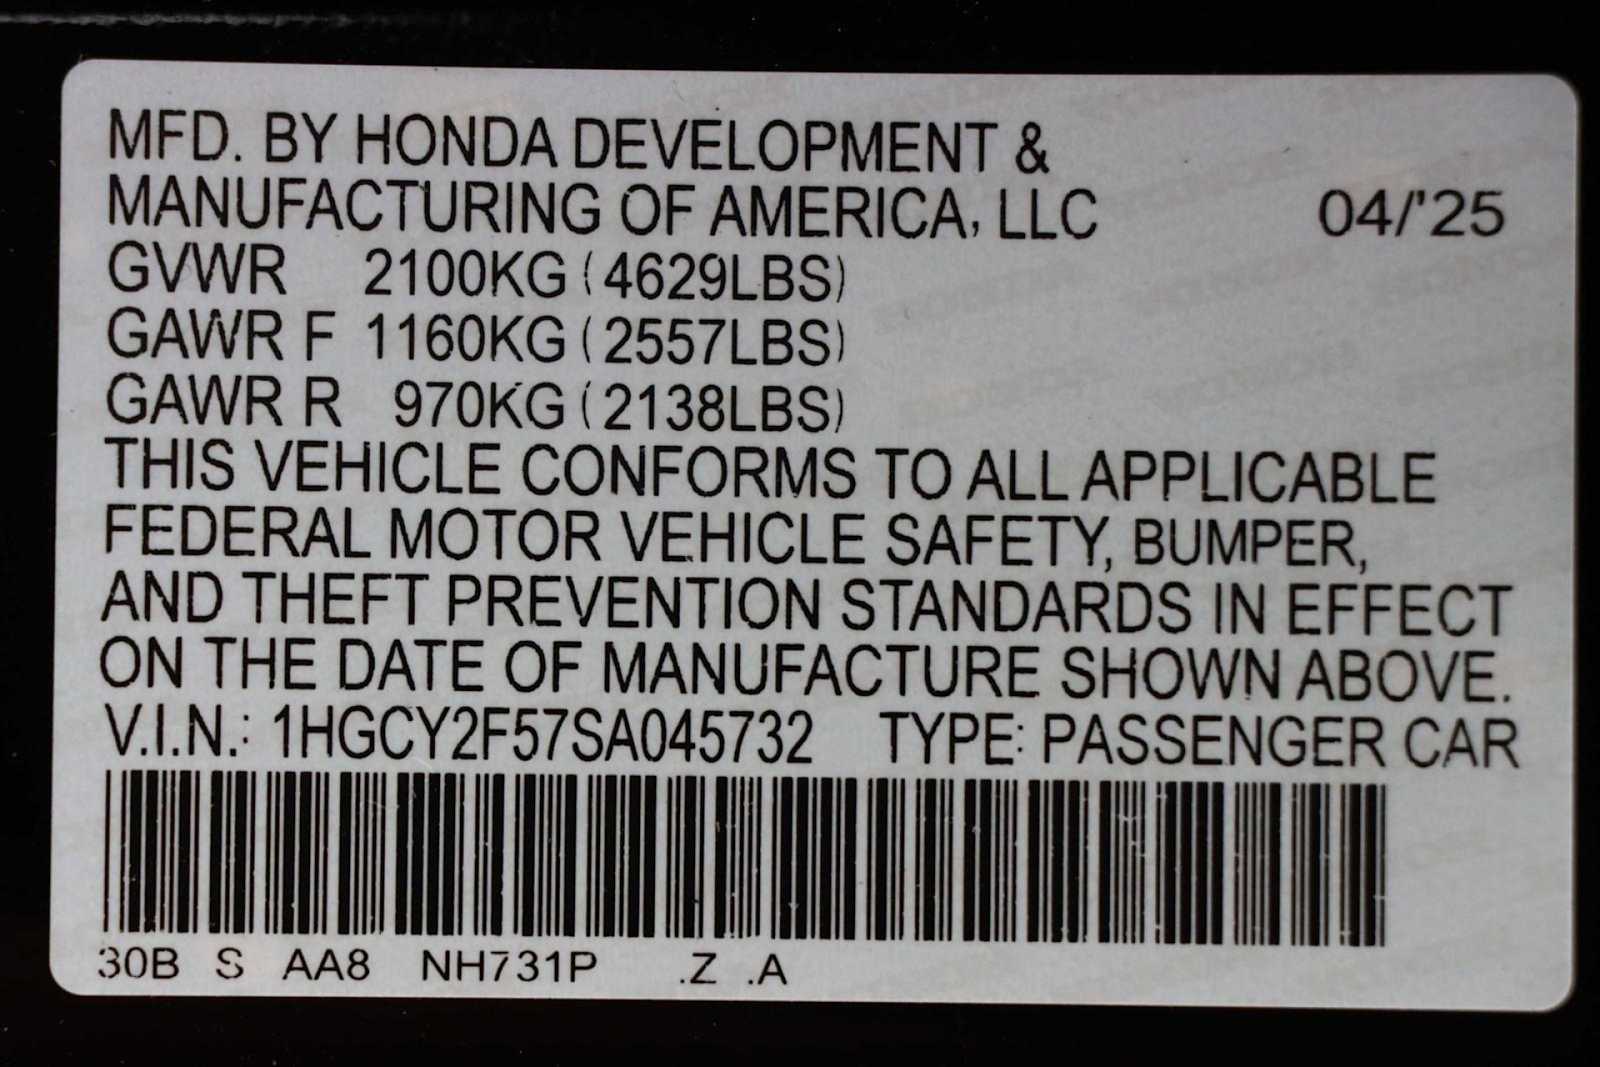 MFD. BY HONDA DEVELOPMENT &
MANUFACTURING OF AMERICA, LLC 04/'25
GVWR 2100KG (4629LBS)
GAWR F 1160KG (2557LBS)
GAWR R 970KG (2138LBS)
THIS VEHICLE CONFORMS TO ALL APPLICABLE
FEDERAL MOTOR VEHICLE SAFETY, BUMPER,
AND THEFT PREVENTION STANDARDS IN EFFECT
ON THE DATE OF MANUFACTURE SHOWN ABOVE.
V.I.N.: 1HGCY2F57SA045732 TYPE: PASSENGER CAR
30B S AA8 NH731P .Z .A